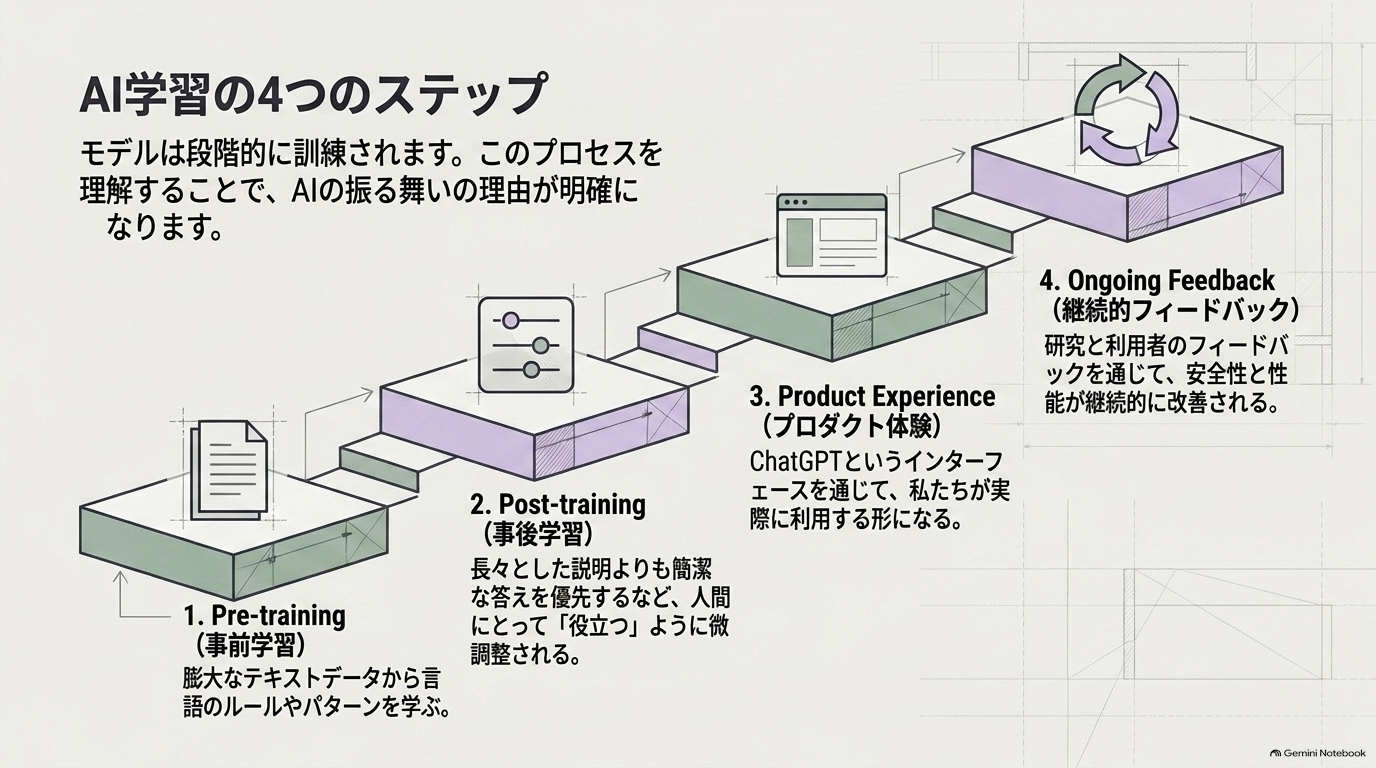 AI学習の4つのステップ
モデルは段階的に訓練されます。このプロセスを
理解することで、AIの振る舞いの理由が明確に
なります。
1. Pre-training
（事前学習）
膨大なテキストデータから言
語のルールやパターンを学ぶ。
2. Post-training
（事後学習）
長々とした説明よりも簡潔
な答えを優先するなど、人間
にとって「役立つ」ように微
調整される。
3. Product Experience
（プロダクト体験）
ChatGPTというインターフ
ェースを通じて、私たちが実
際に利用する形になる。
4. Ongoing Feedback
（継続的フィードバック）
研究と利用者のフィードバ
ックを通じて、安全性と性
能が継続的に改善される。
Gemini Notebook